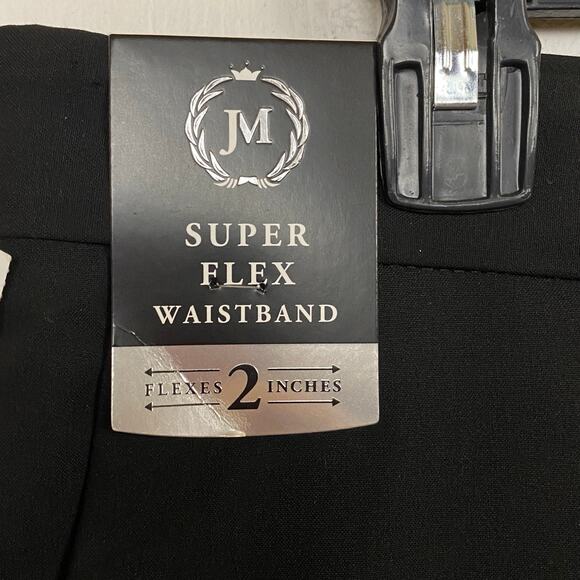 JM
SUPER
FLEX
WAISTBAND
FLEXES 2 INCHES